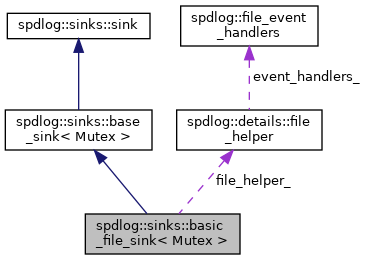 spdlog::sinks::sink
spdlog::file_event
_handlers
event_handlers_
spdlog::sinks::base
_sink< Mutex >
spdlog::details::file
_helper
file_helper_
spdlog::sinks::basic
_file_sink< Mutex >